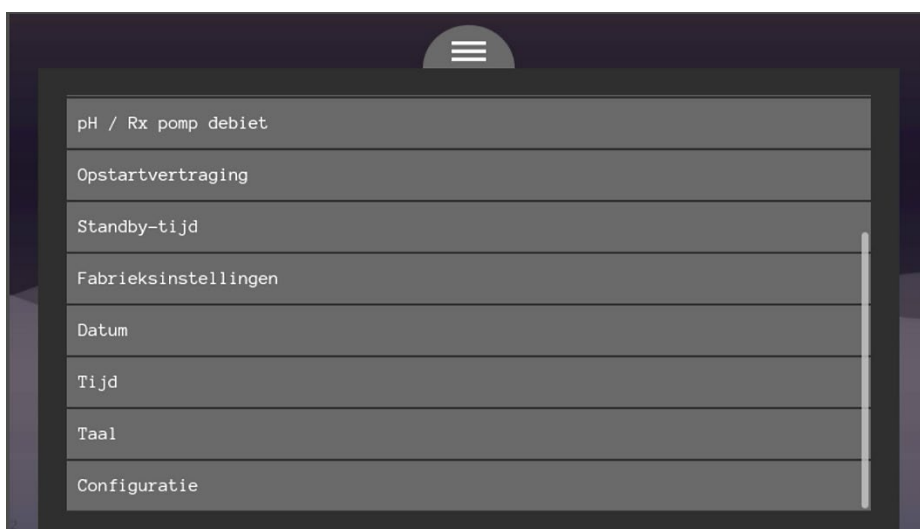 pH / Rx pomp debiet
Opstartvertraging
Standby-tijd
Fabrieksinstellingen
Datum
Tijd
Taal
Configuratie